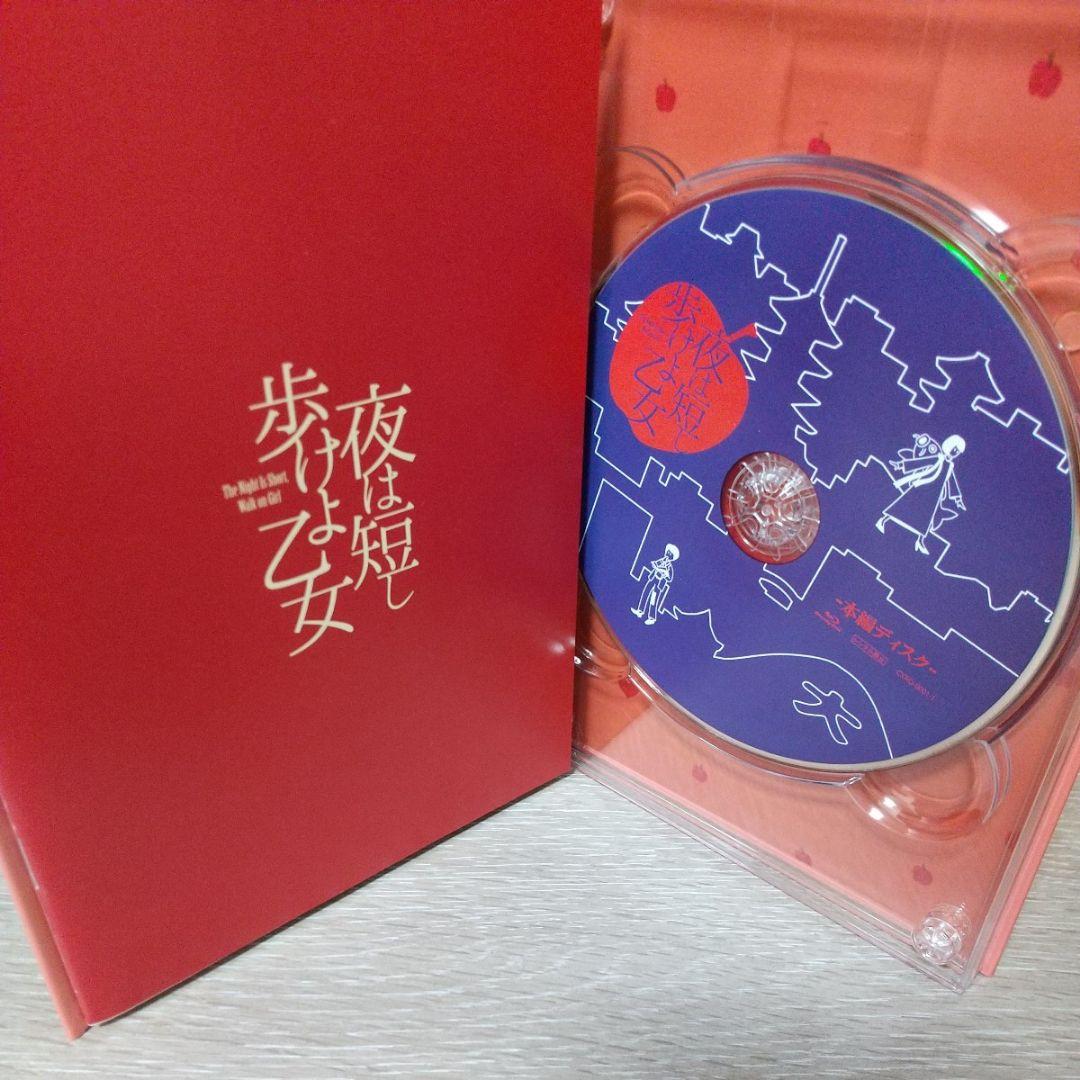 夜は短し
歩けよ乙女
The Night Is Short,
Walk on Girl
夜は短し
歩けよ乙女
-本編ディスク-